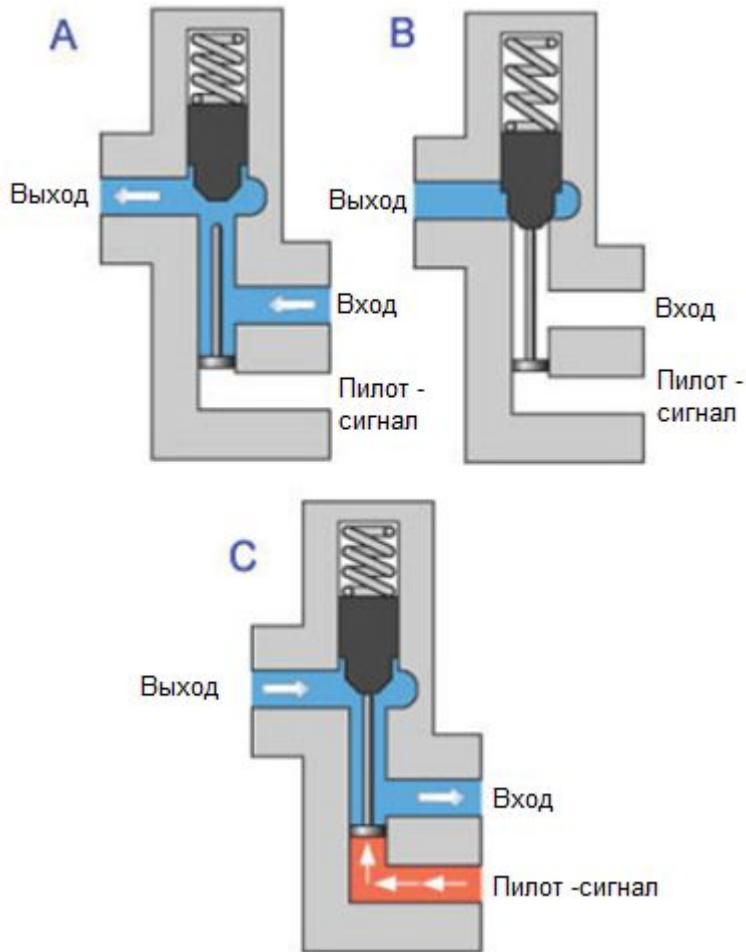 A
Выход
Вход
Пилот -
сигнал
B
Выход
Вход
Пилот -
сигнал
C
Выход
Вход
Пилот -сигнал